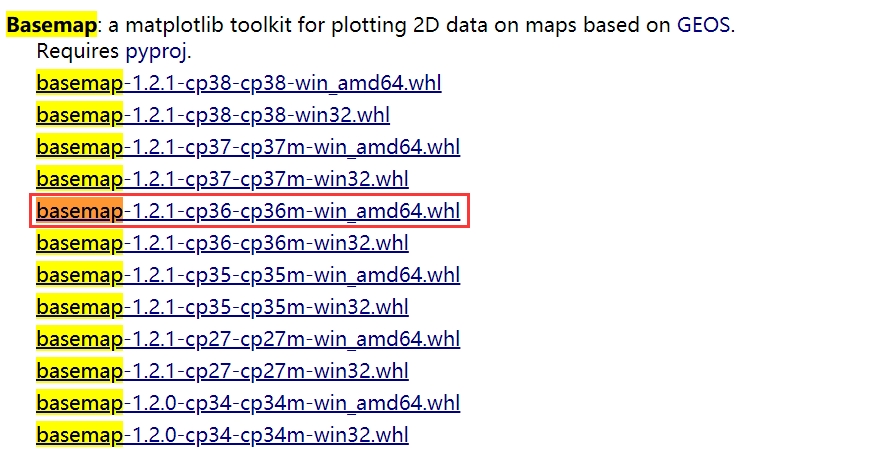 Basemap: a matplotlib toolkit for plotting 2D data on maps based on GEOS.
Requires pyproj.
basemap-1.2.1-cp38-cp38-win_amd64.whl
basemap-1.2.1-cp38-cp38-win32.whl
basemap-1.2.1-cp37-cp37m-win_amd64.whl
basemap-1.2.1-cp37-cp37m-win32.whl
basemap-1.2.1-cp36-cp36m-win_amd64.whl
basemap-1.2.1-cp36-cp36m-win32.whl
basemap-1.2.1-cp35-cp35m-win_amd64.whl
basemap-1.2.1-cp35-cp35m-win32.whl
basemap-1.2.1-cp27-cp27m-win_amd64.whl
basemap-1.2.1-cp27-cp27m-win32.whl
basemap-1.2.0-cp34-cp34m-win_amd64.whl
basemap-1.2.0-cp34-cp34m-win32.whl